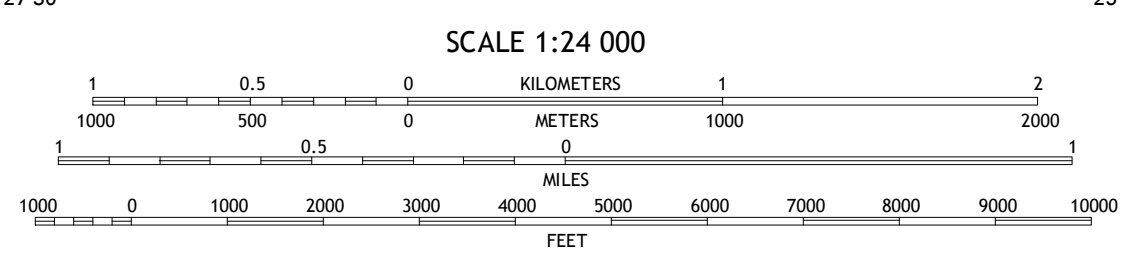 27'30"
25'
SCALE 1:24 000
1 0.5 0 KILOMETERS 1 2
1000 500 0 METERS 1000 2000
1 0.5 0 1
MILES
1000 0 1000 2000 3000 4000 5000 6000 7000 8000 9000 10000
FEET